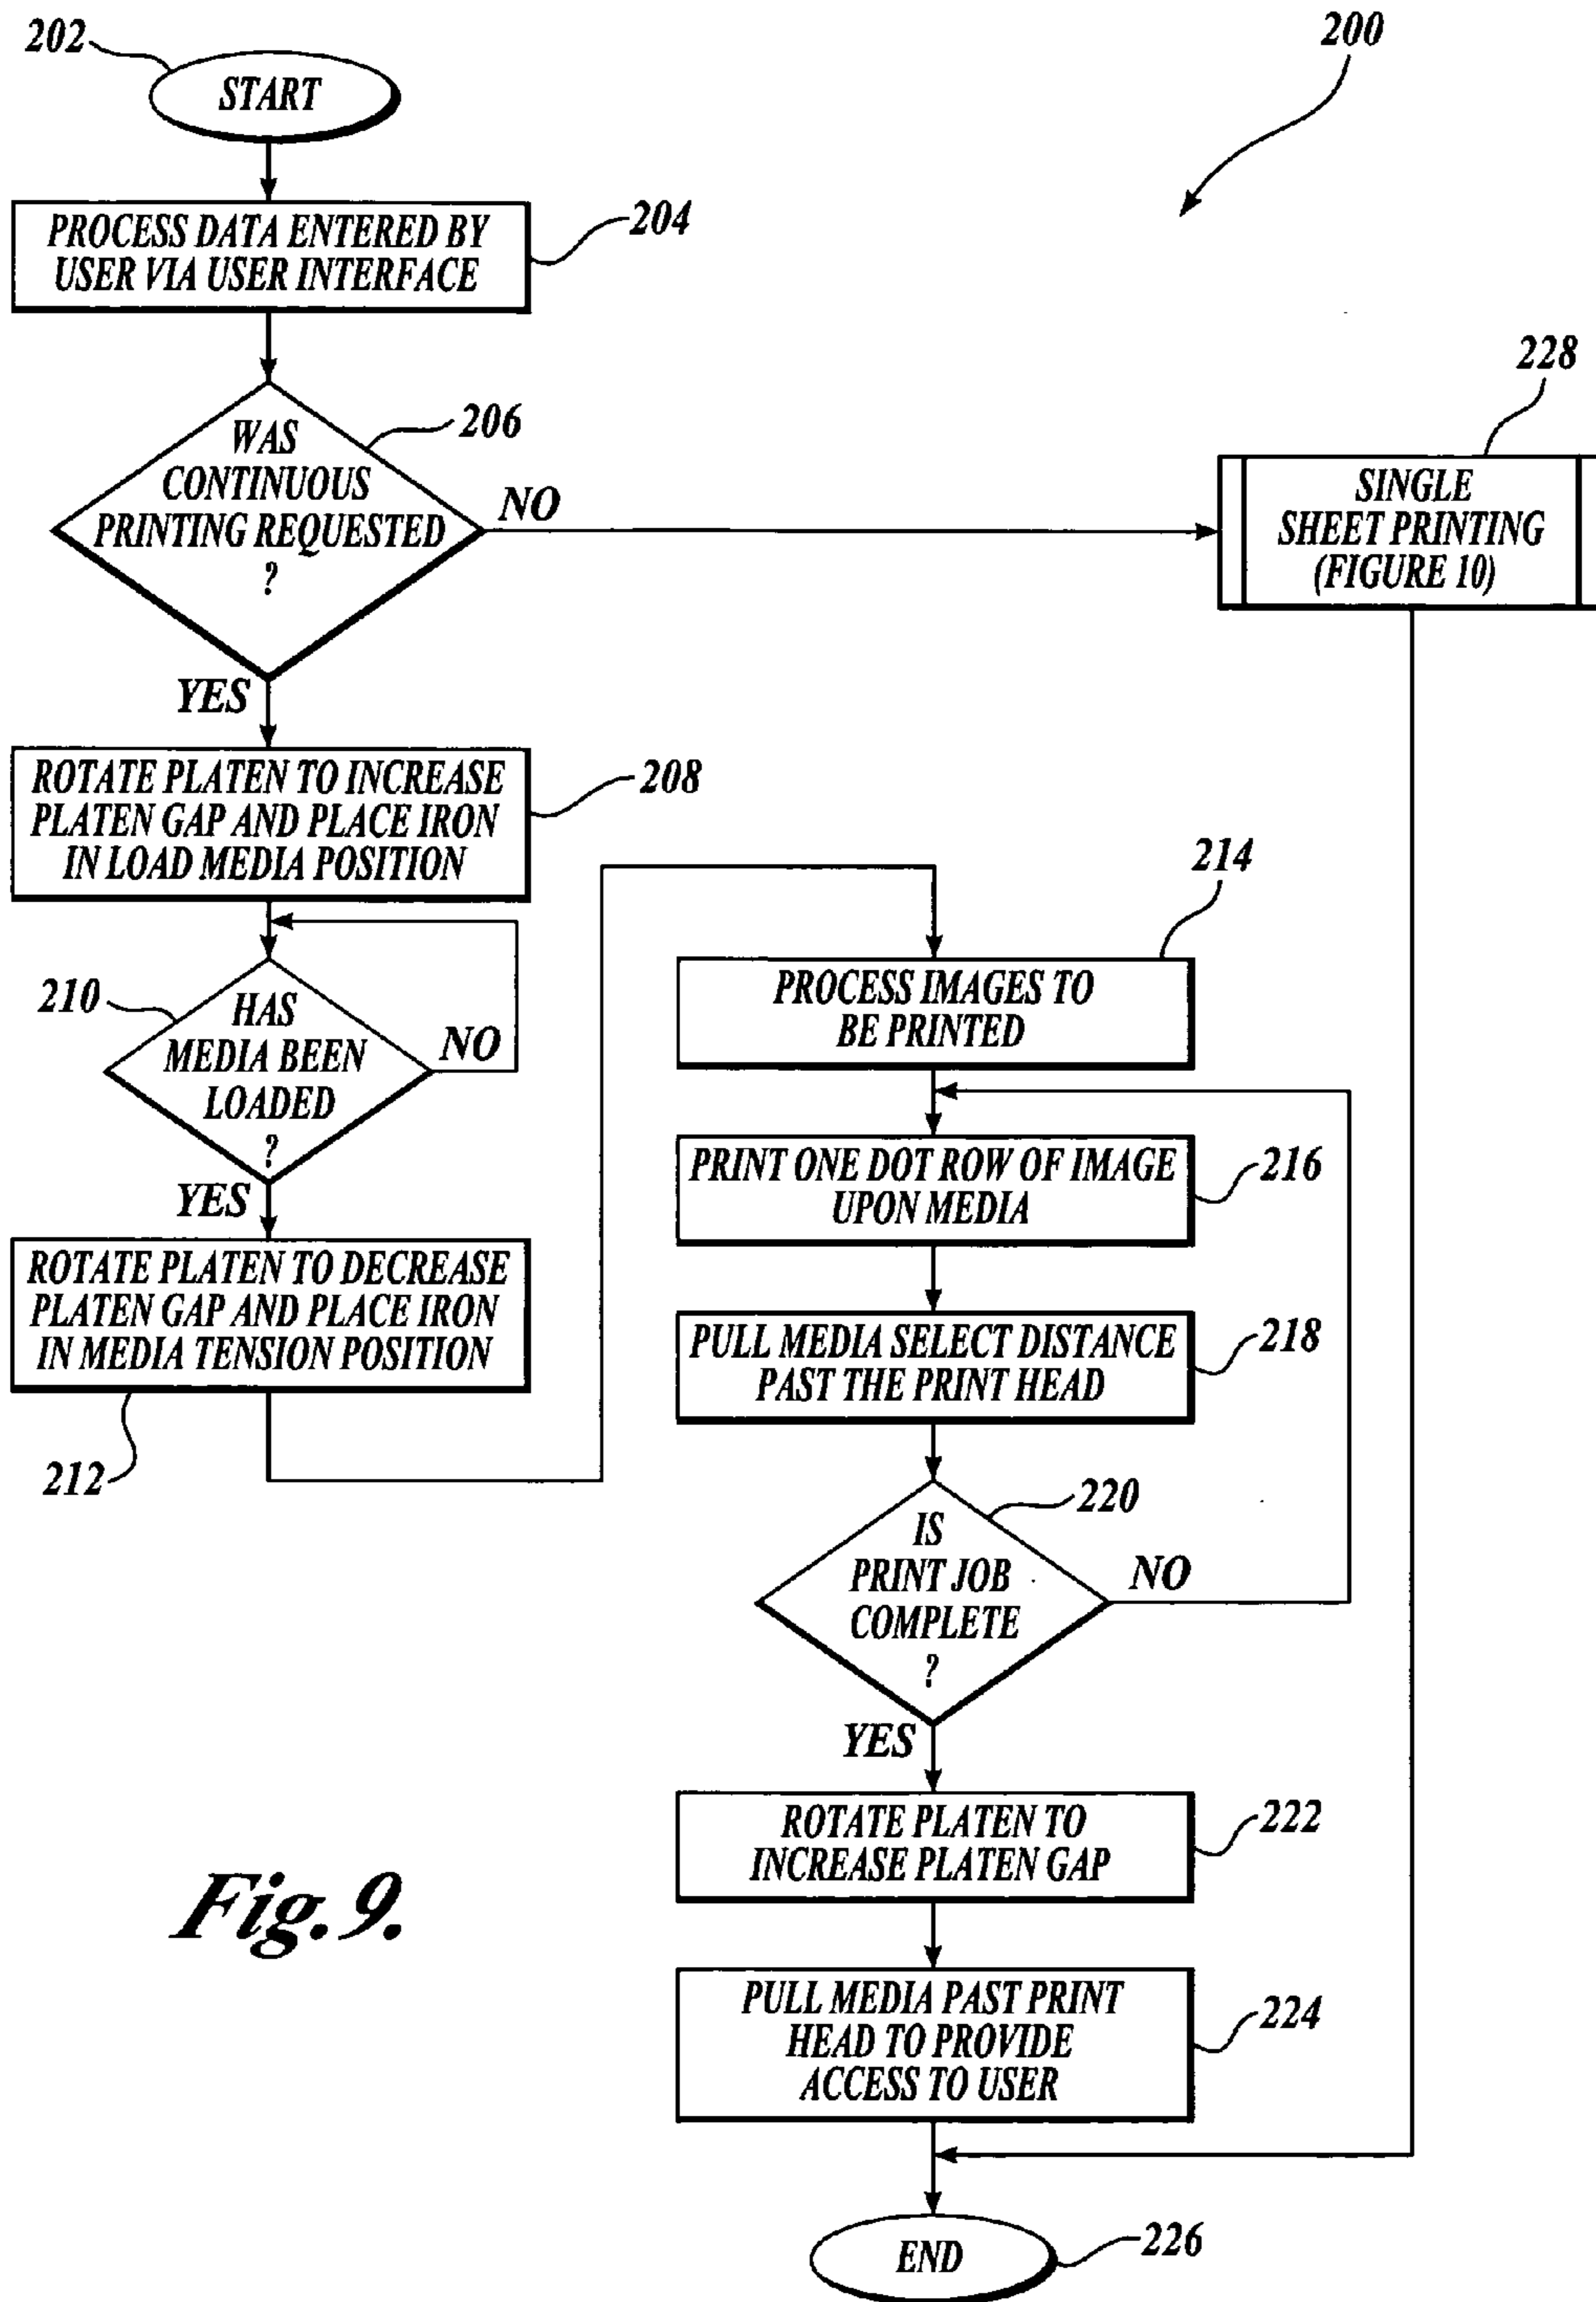 202
START
200
PROCESS DATA ENTERED BY
USER VIA USER INTERFACE
204
WAS
CONTINUOUS
PRINTING REQUESTED
?
206
NO
228
SINGLE
SHEET PRINTING
(FIGURE 10)
YES
ROTATE PLATEN TO INCREASE
PLATEN GAP AND PLACE IRON
IN LOAD MEDIA POSITION
208
210
HAS
MEDIA BEEN
LOADED
?
NO
YES
ROTATE PLATEN TO DECREASE
PLATEN GAP AND PLACE IRON
IN MEDIA TENSION POSITION
212
214
PROCESS IMAGES TO
BE PRINTED
PRINT ONE DOT ROW OF IMAGE
UPON MEDIA
216
PULL MEDIA SELECT DISTANCE
PAST THE PRINT HEAD
218
IS
PRINT JOB
COMPLETE
?
220
NO
YES
ROTATE PLATEN TO
INCREASE PLATEN GAP
222
PULL MEDIA PAST PRINT
HEAD TO PROVIDE
ACCESS TO USER
224
END
226
Fig. 9.